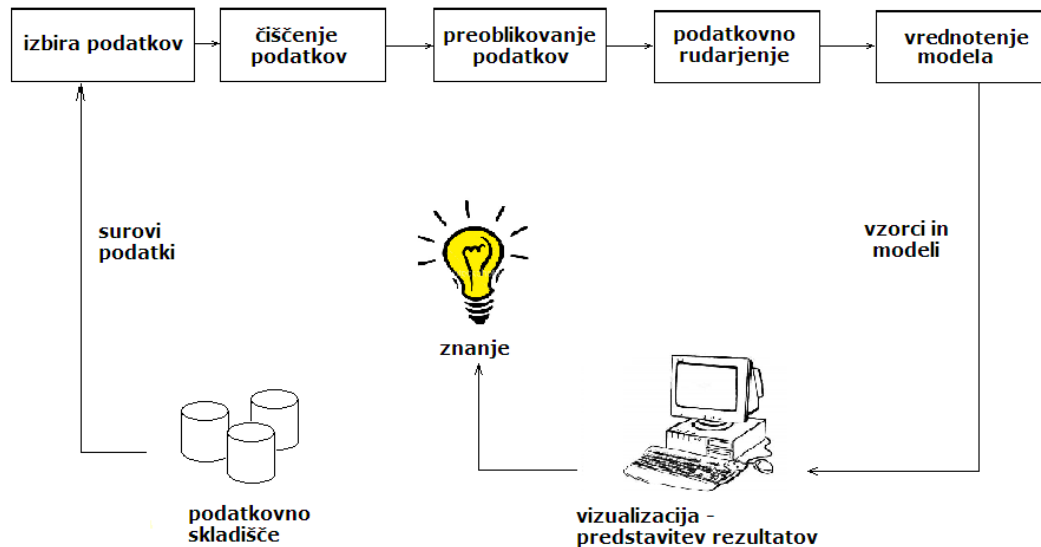 izbira podatkov
čiščenje
podatkov
preoblikovanje
podatkov
podatkovno
rudarjenje
vrednotenje
modela
surovi
podatki
vzorci in
modeli
znanje
podatkovno
skladišče
vizualizacija -
predstavitev rezultatov